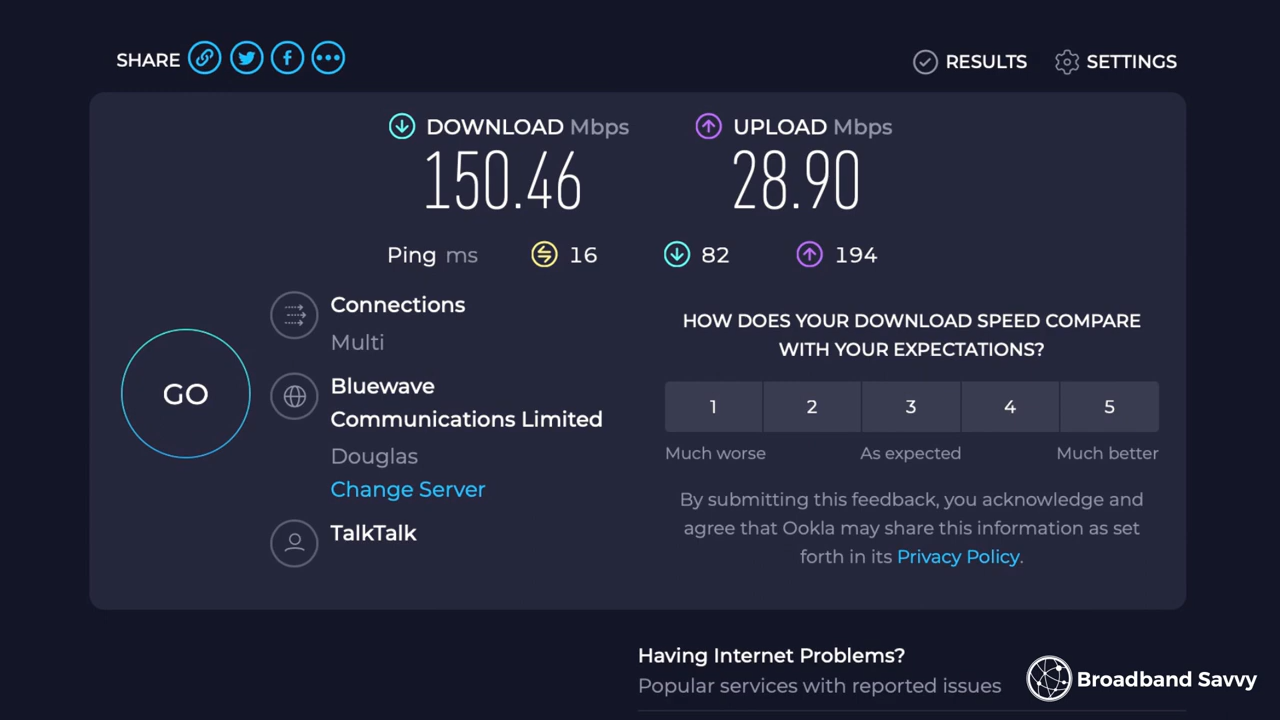 SHARE
RESULTS
SETTINGS
DOWNLOAD Mbps
150.46
UPLOAD Mbps
28.90
Ping ms 16 82 194
GO
Connections
Multi
Bluewave
Communications Limited
Douglas
Change Server
TalkTalk
HOW DOES YOUR DOWNLOAD SPEED COMPARE
WITH YOUR EXPECTATIONS?
1 2 3 4 5
Much worse As expected Much better
By submitting this feedback, you acknowledge and
agree that Ookla may share this information as set
forth in its Privacy Policy.
Having Internet Problems?
Popular services with reported issues
Broadband Savvy